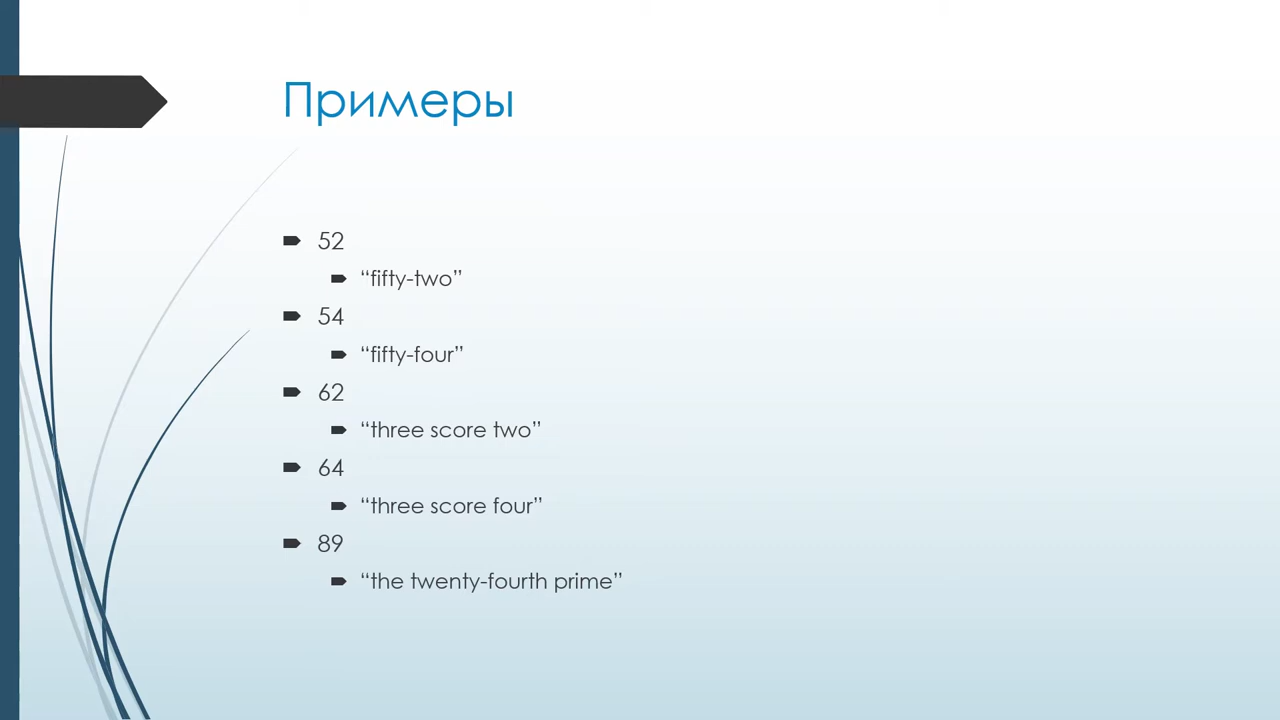 Примеры
52
“fifty-two”
54
“fifty-four”
62
“three score two”
64
“three score four”
89
“the twenty-fourth prime”